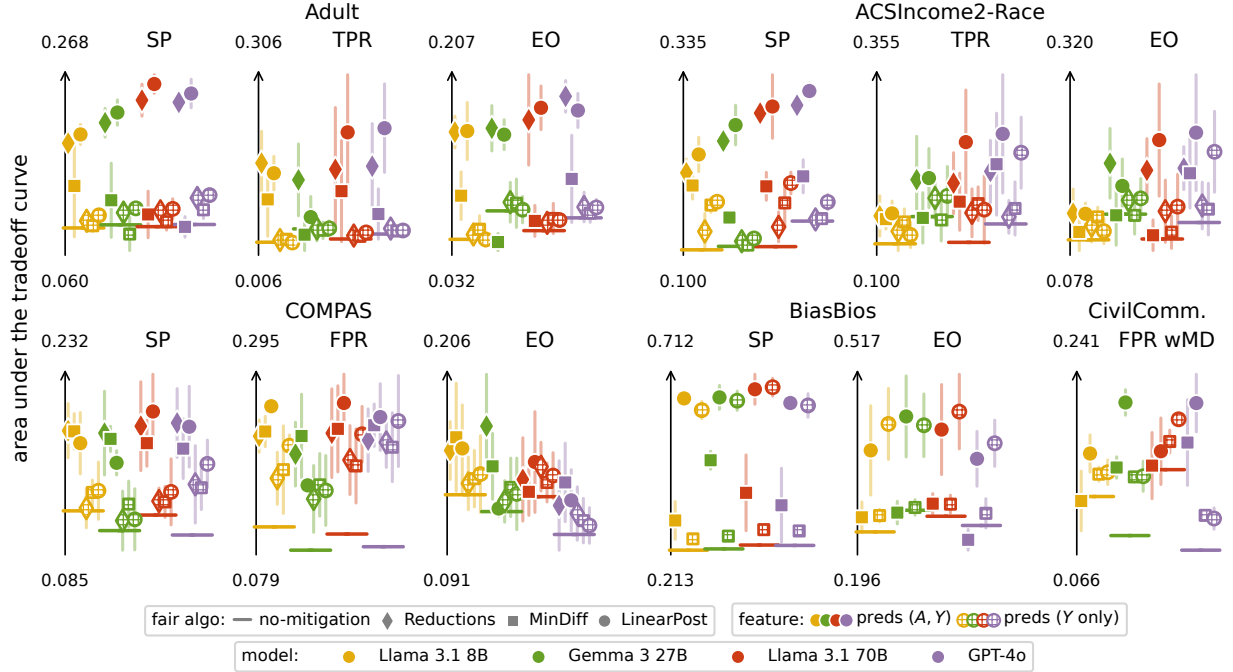 Adult
ACSIncome2-Race
0.268 SP 0.306 TPR 0.207 EO 0.335 SP 0.355 TPR 0.320 EO
area under the tradeoff curve
0.060 0.006 0.032 0.100 0.100 0.078
COMPAS BiasBios CivilComm.
0.232 SP 0.295 FPR 0.206 EO 0.712 SP 0.517 EO 0.241 FPR wMD
0.085 0.079 0.091 0.213 0.196 0.066
fair algo: no-mitigation Reductions MinDiff LinearPost feature: preds (A, Y) preds (Y only)
model: Llama 3.1 8B Gemma 3 27B Llama 3.1 70B GPT-4o